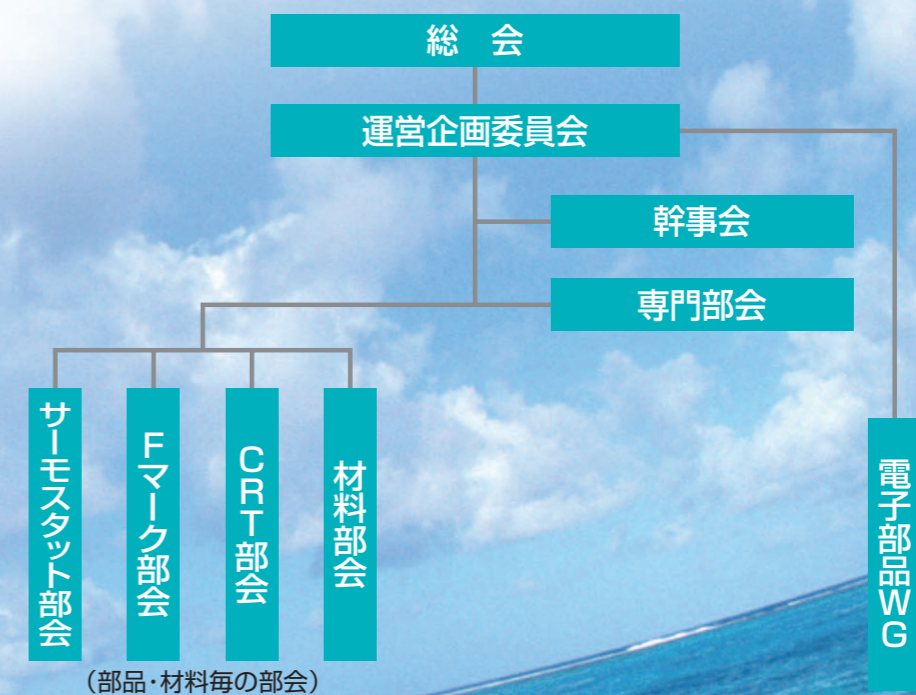 総　会
運営企画委員会
幹事会
専門部会
サーモスタット部会
Fマーク部会
CRT部会
材料部会
電子部品WG
（部品・材料毎の部会）